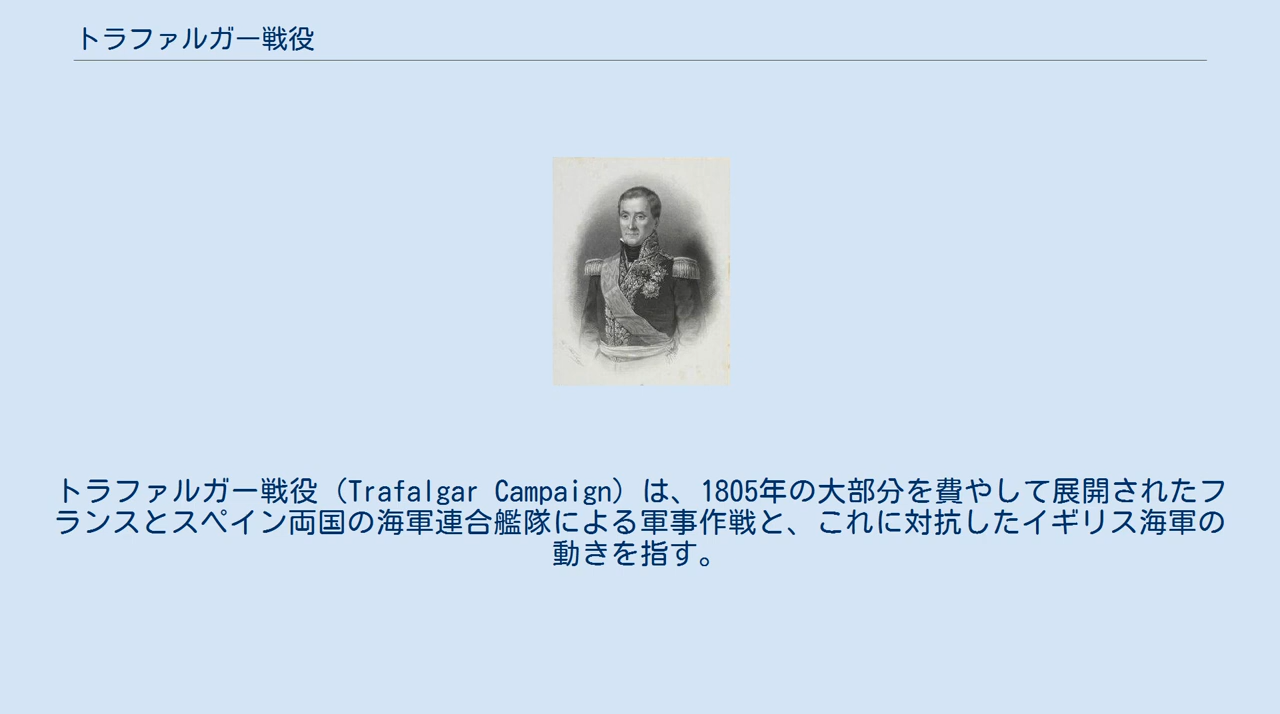 トラファルガー戦役
トラファルガー戦役（Trafalgar Campaign）は、1805年の大部分を費やして展開されたフ
ランスとスペイン両国の海軍連合艦隊による軍事作戦と、これに対抗したイギリス海軍の
動きを指す。